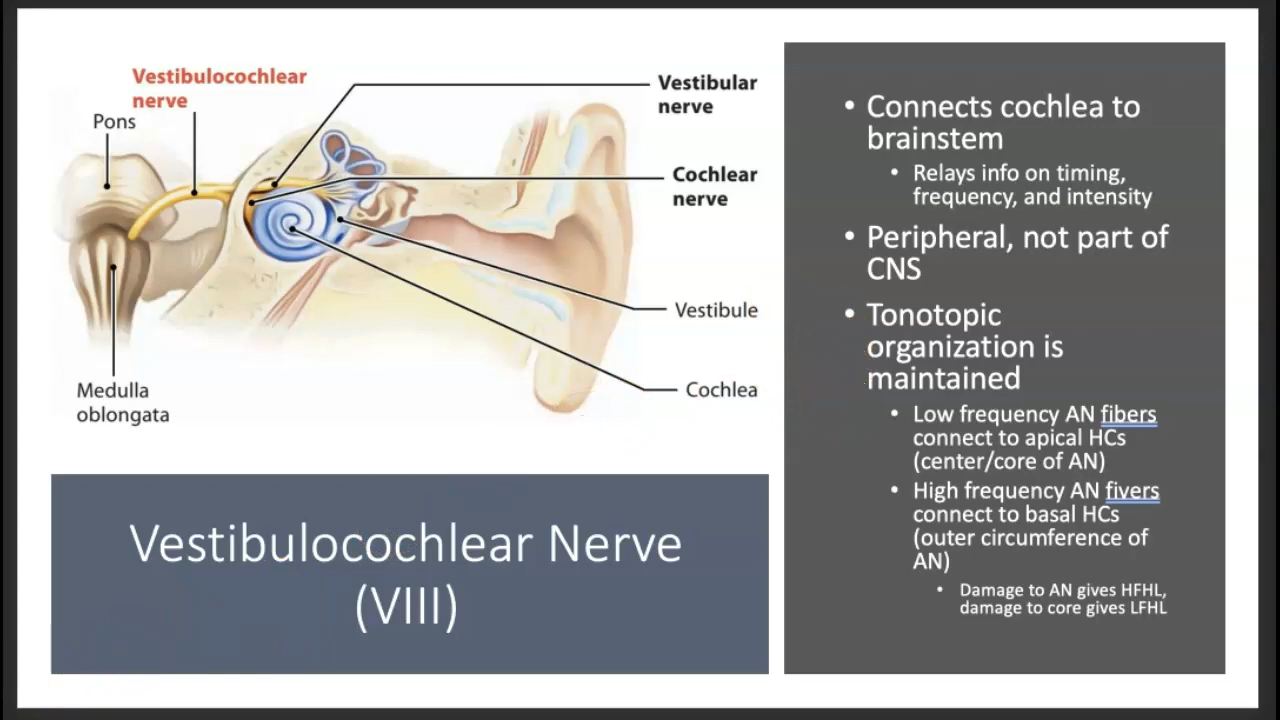 Vestibulocochlear
nerve
Pons
Vestibular
nerve
Cochlear
nerve
Vestibule
Cochlea
Medulla
oblongata
Vestibulocochlear Nerve
(VIII)
• Connects cochlea to
brainstem
• Relays info on timing,
frequency, and intensity
• Peripheral, not part of
CNS
• Tonotopic
organization is
maintained
• Low frequency AN fibers
connect to apical HCs
(center/core of AN)
• High frequency AN fivers
connect to basal HCs
(outer circumference of
AN)
• Damage to AN gives HFHL,
damage to core gives LFHL